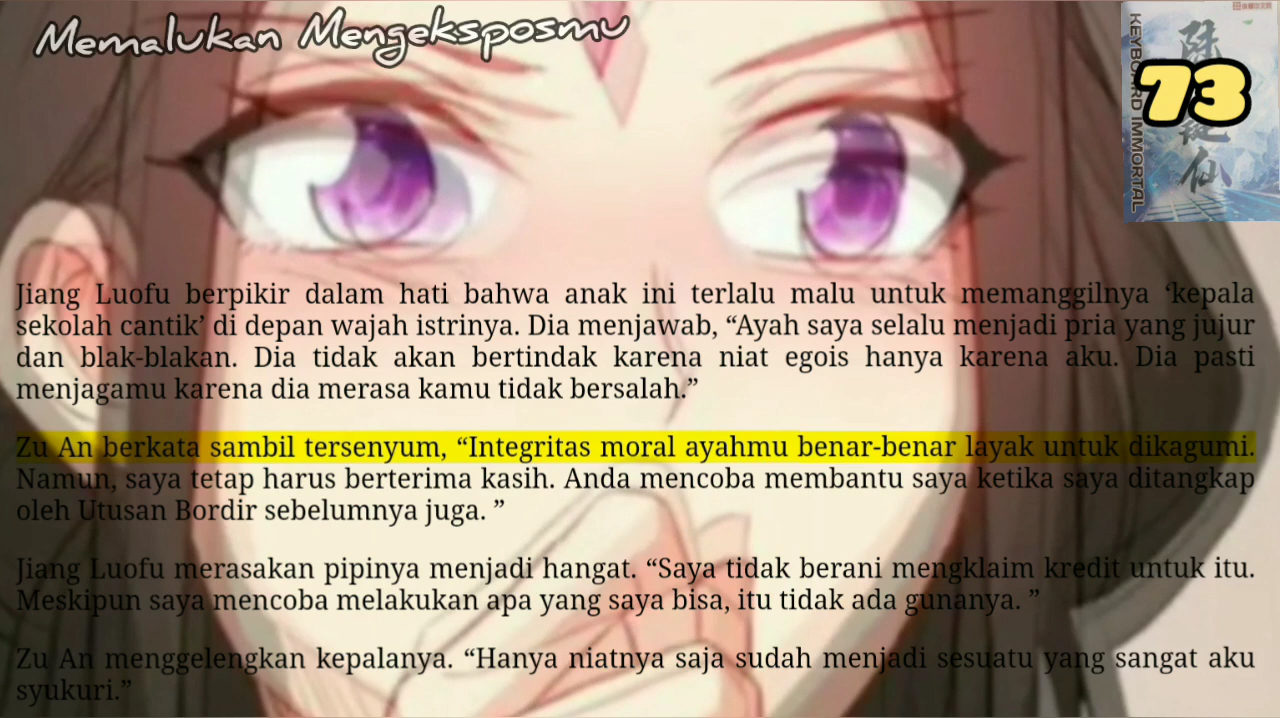 Memalukan Mengeksposmu
73
KEYBOARD IMMORTAL
Jiang Luofu berpikir dalam hati bahwa anak ini terlalu malu untuk memanggilnya ‘kepala
sekolah cantik’ di depan wajah istrinya. Dia menjawab, “Ayah saya selalu menjadi pria yang jujur
dan blak-blakan. Dia tidak akan bertindak karena niat egois hanya karena aku. Dia pasti
menjagamu karena dia merasa kamu tidak bersalah.”
Zu An berkata sambil tersenyum, “Integritas moral ayahmu benar-benar layak untuk dikagumi.
Namun, saya tetap harus berterima kasih. Anda mencoba membantu saya ketika saya ditangkap
oleh Utusan Bordir sebelumnya juga. ”
Jiang Luofu merasakan pipinya menjadi hangat. “Saya tidak berani mengklaim kredit untuk itu.
Meskipun saya mencoba melakukan apa yang saya bisa, itu tidak ada gunanya. ”
Zu An menggelengkan kepalanya. “Hanya niatnya saja sudah menjadi sesuatu yang sangat aku
syukuri.”